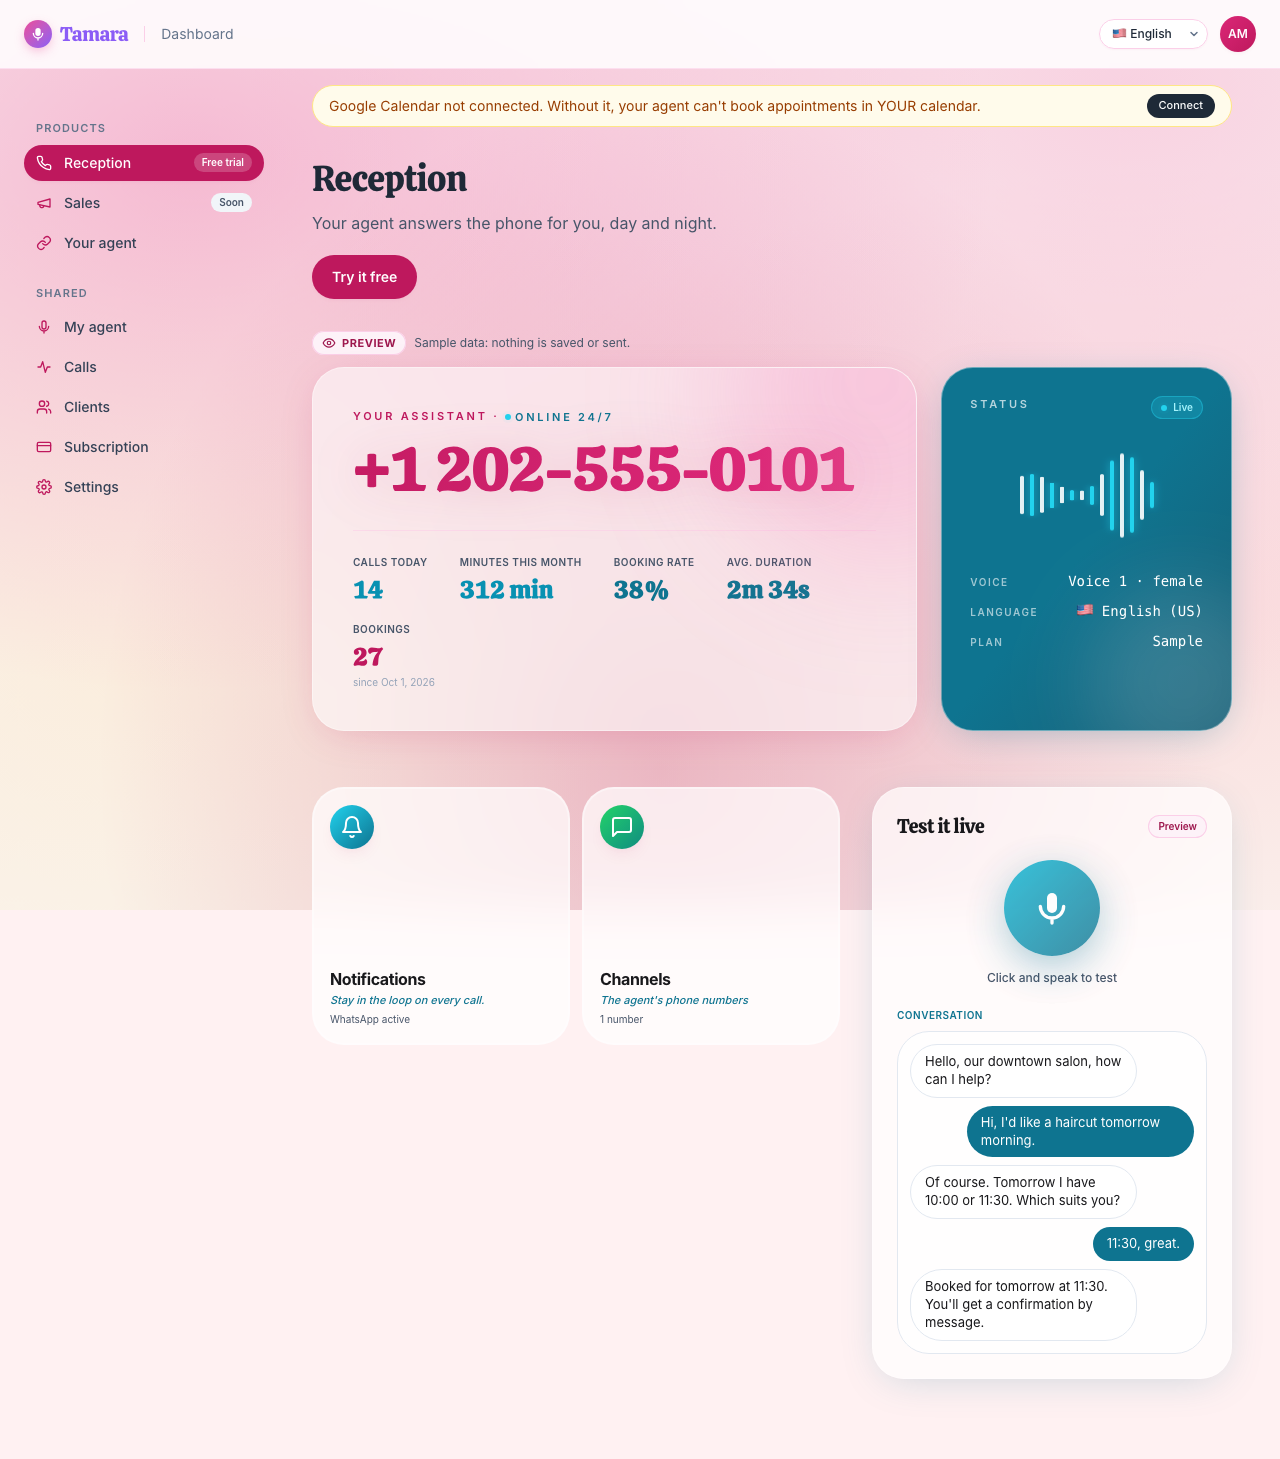 Tamara
Dashboard
🇺🇸 English
AM
Google Calendar not connected. Without it, your agent can't book appointments in YOUR calendar.
Connect
PRODUCTS
Reception
Free trial
Sales
Soon
Your agent
SHARED
My agent
Calls
Clients
Subscription
Settings
Reception
Your agent answers the phone for you, day and night.
Try it free
PREVIEW
Sample data: nothing is saved or sent.
YOUR ASSISTANT · ONLINE 24/7
+1 202-555-0101
CALLS TODAY
14
MINUTES THIS MONTH
312 min
BOOKING RATE
38%
AVG. DURATION
2m 34s
BOOKINGS
27
since Oct 1, 2026
STATUS
Live
VOICE
Voice 1 · female
LANGUAGE
🇺🇸 English (US)
PLAN
Sample
Notifications
Stay in the loop on every call.
WhatsApp active
Channels
The agent's phone numbers
1 number
Test it live
Preview
Click and speak to test
CONVERSATION
Hello, our downtown salon, how
can I help?
Hi, I'd like a haircut tomorrow
morning.
Of course. Tomorrow I have
10:00 or 11:30. Which suits you?
11:30, great.
Booked for tomorrow at 11:30.
You'll get a confirmation by
message.